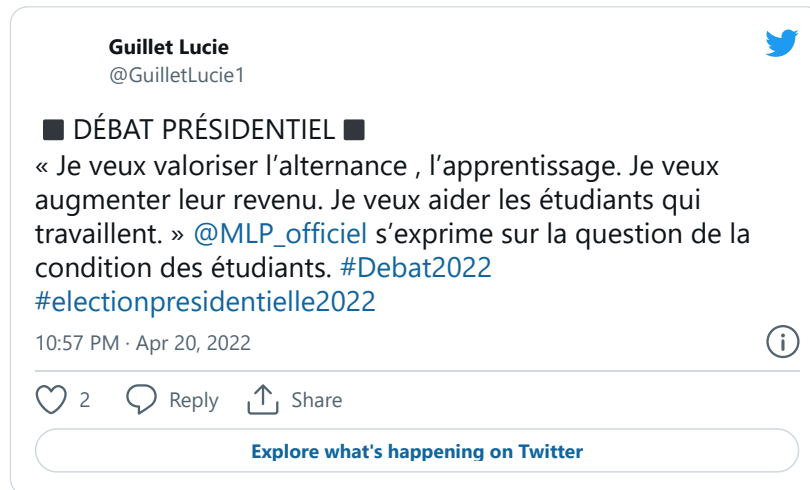 Guillet Lucie
@GuilletLucie1
■ DÉBAT PRÉSIDENTIEL ■
« Je veux valoriser l’alternance , l’apprentissage. Je veux
augmenter leur revenu. Je veux aider les étudiants qui
travaillent. » @MLP_officiel s’exprime sur la question de la
condition des étudiants. #Debat2022
#electionpresidentielle2022
10:57 PM · Apr 20, 2022
2 Reply Share
Explore what's happening on Twitter